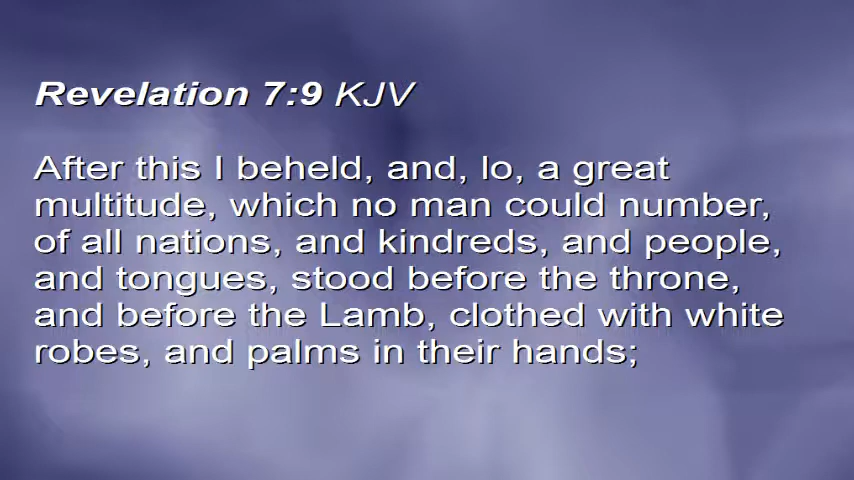 Revelation 7:9 KJV
After this I beheld, and, lo, a great
multitude, which no man could number,
of all nations, and kindreds, and people,
and tongues, stood before the throne,
and before the Lamb, clothed with white
robes, and palms in their hands;